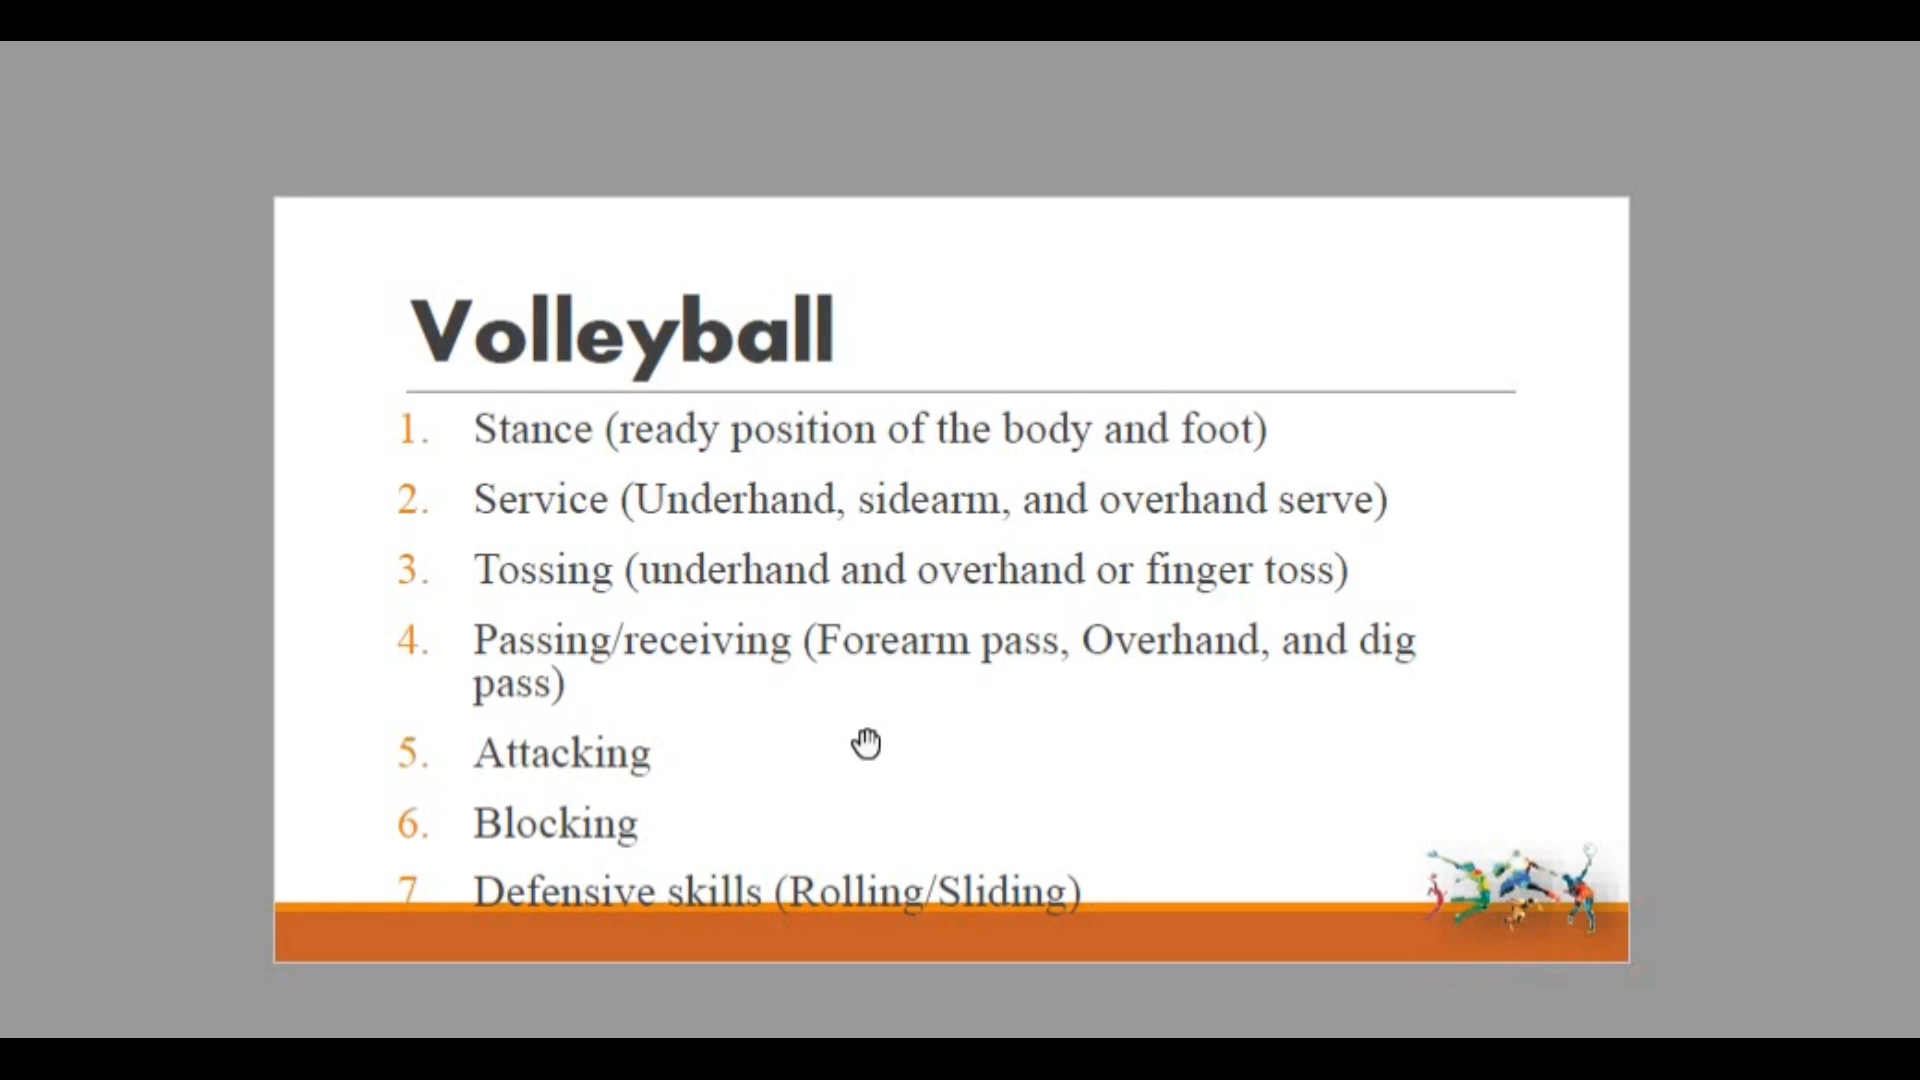 Volleyball
1. Stance (ready position of the body and foot)
2. Service (Underhand, sidearm, and overhand serve)
3. Tossing (underhand and overhand or finger toss)
4. Passing/receiving (Forearm pass, Overhand, and dig
pass)
5. Attacking
6. Blocking
7 Defensive skills (Rolling/Sliding)